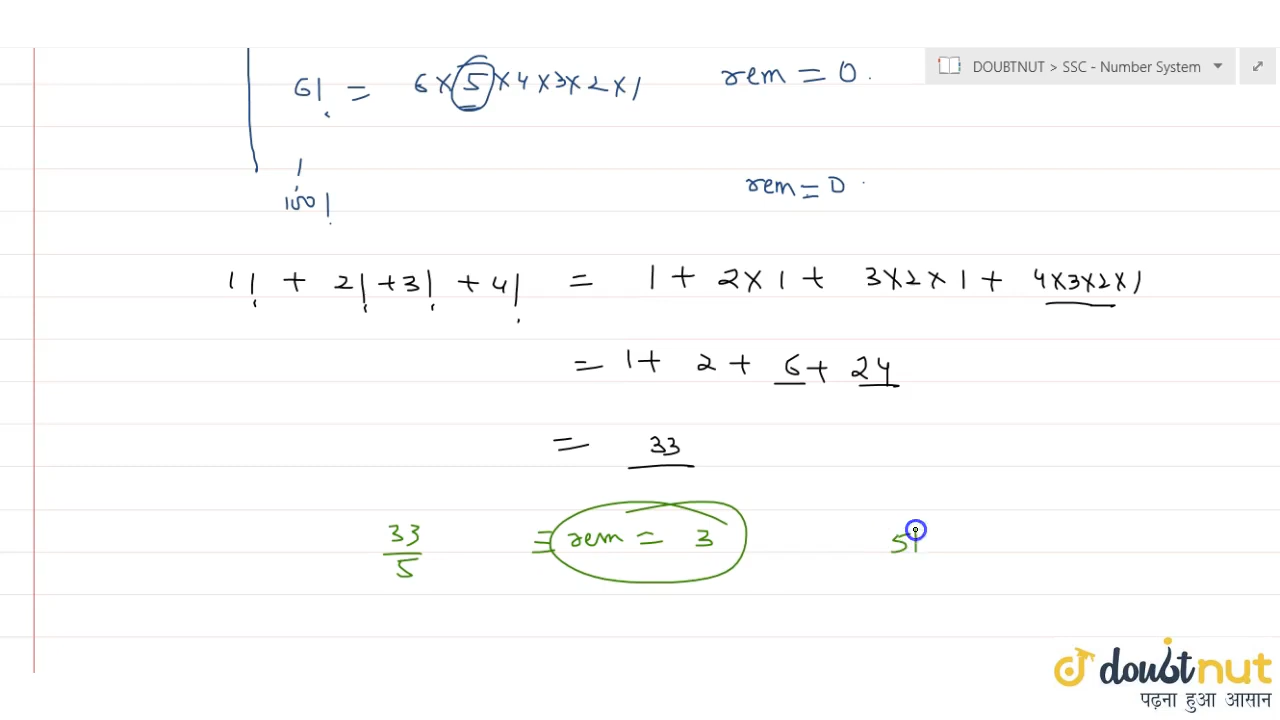 DOUBTNUT > SSC - Number System
6! = 6×5×4×3×2×1 rem = 0.
100!
rem = 0.
1! + 2! + 3! + 4! = 1 + 2×1 + 3×2×1 + 4×3×2×1
= 1 + 2 + 6 + 24
= 33
33/5 ≡ rem = 3 5!
doubtnut
पढ़ना हुआ आसान